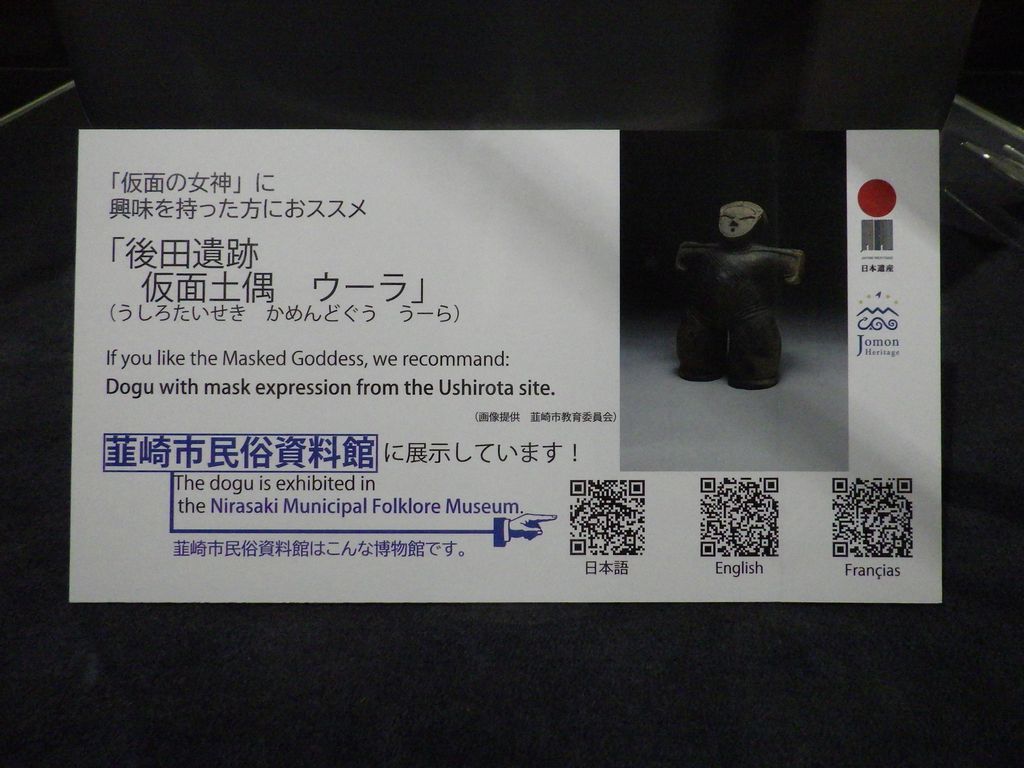 「仮面の女神」に
興味を持った方におススメ
「後田遺跡
仮面土偶　ウーラ」
（うしろたいせき　かめんどぐう　うーら）
If you like the Masked Goddess, we recommand:
Dogu with mask expression from the Ushirota site.
（画像提供　韮崎市教育委員会）
韮崎市民俗資料館に展示しています！
The dogu is exhibited in
the Nirasaki Municipal Folklore Museum.
韮崎市民俗資料館はこんな博物館です。
日本語
English
Françias
日本遺産
Jomon
Heritage